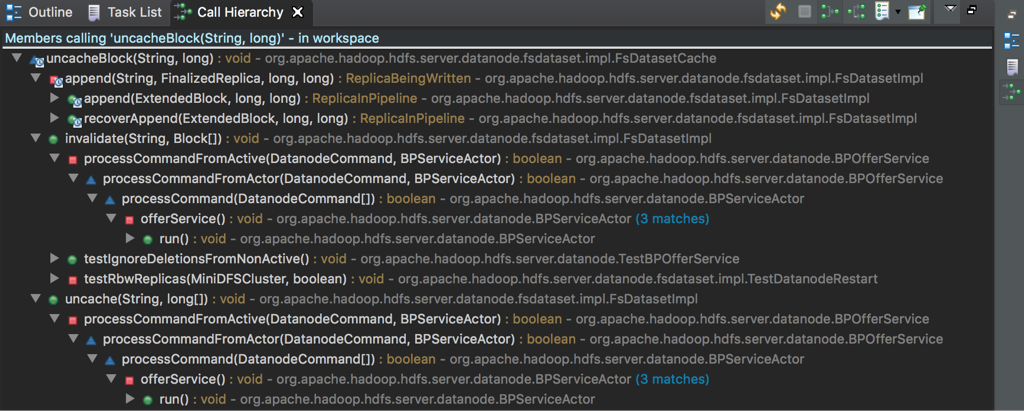 Outline Task List Call Hierarchy
Members calling 'uncacheBlock(String, long)' - in workspace
uncacheBlock(String, long) : void – org.apache.hadoop.hdfs.server.datanode.fsdataset.impl.FsDatasetCache
append(String, FinalizedReplica, long, long) : ReplicaBeingWritten – org.apache.hadoop.hdfs.server.datanode.fsdataset.impl.FsDatasetImpl
append(ExtendedBlock, long, long) : ReplicaInPipeline – org.apache.hadoop.hdfs.server.datanode.fsdataset.impl.FsDatasetImpl
recoverAppend(ExtendedBlock, long, long) : ReplicaInPipeline – org.apache.hadoop.hdfs.server.datanode.fsdataset.impl.FsDatasetImpl
invalidate(String, Block[]) : void – org.apache.hadoop.hdfs.server.datanode.fsdataset.impl.FsDatasetImpl
processCommandFromActive(DatanodeCommand, BPServiceActor) : boolean – org.apache.hadoop.hdfs.server.datanode.BPOfferService
processCommandFromActor(DatanodeCommand, BPServiceActor) : boolean – org.apache.hadoop.hdfs.server.datanode.BPOfferService
processCommand(DatanodeCommand[]) : boolean – org.apache.hadoop.hdfs.server.datanode.BPServiceActor
offerService() : void – org.apache.hadoop.hdfs.server.datanode.BPServiceActor (3 matches)
run() : void – org.apache.hadoop.hdfs.server.datanode.BPServiceActor
testIgnoreDeletionsFromNonActive() : void – org.apache.hadoop.hdfs.server.datanode.TestBPOfferService
testRbwReplicas(MiniDFSCluster, boolean) : void – org.apache.hadoop.hdfs.server.datanode.fsdataset.impl.TestDatanodeRestart
uncache(String, long[]) : void – org.apache.hadoop.hdfs.server.datanode.fsdataset.impl.FsDatasetImpl
processCommandFromActive(DatanodeCommand, BPServiceActor) : boolean – org.apache.hadoop.hdfs.server.datanode.BPOfferService
processCommandFromActor(DatanodeCommand, BPServiceActor) : boolean – org.apache.hadoop.hdfs.server.datanode.BPOfferService
processCommand(DatanodeCommand[]) : boolean – org.apache.hadoop.hdfs.server.datanode.BPServiceActor
offerService() : void – org.apache.hadoop.hdfs.server.datanode.BPServiceActor (3 matches)
run() : void – org.apache.hadoop.hdfs.server.datanode.BPServiceActor